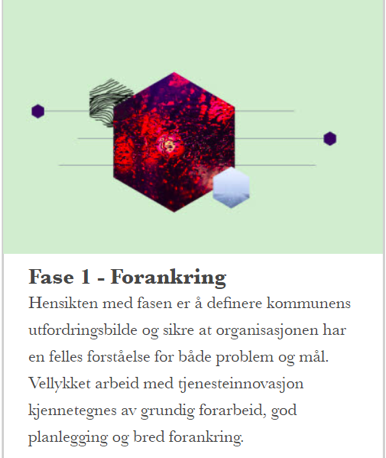 Fase 1 - Forankring
Hensikten med fasen er å definere kommunens
utfordringsbilde og sikre at organisasjonen har
en felles forståelse for både problem og mål.
Vellykket arbeid med tjenesteinnovasjon
kjennetegnes av grundig forarbeid, god
planlegging og bred forankring.